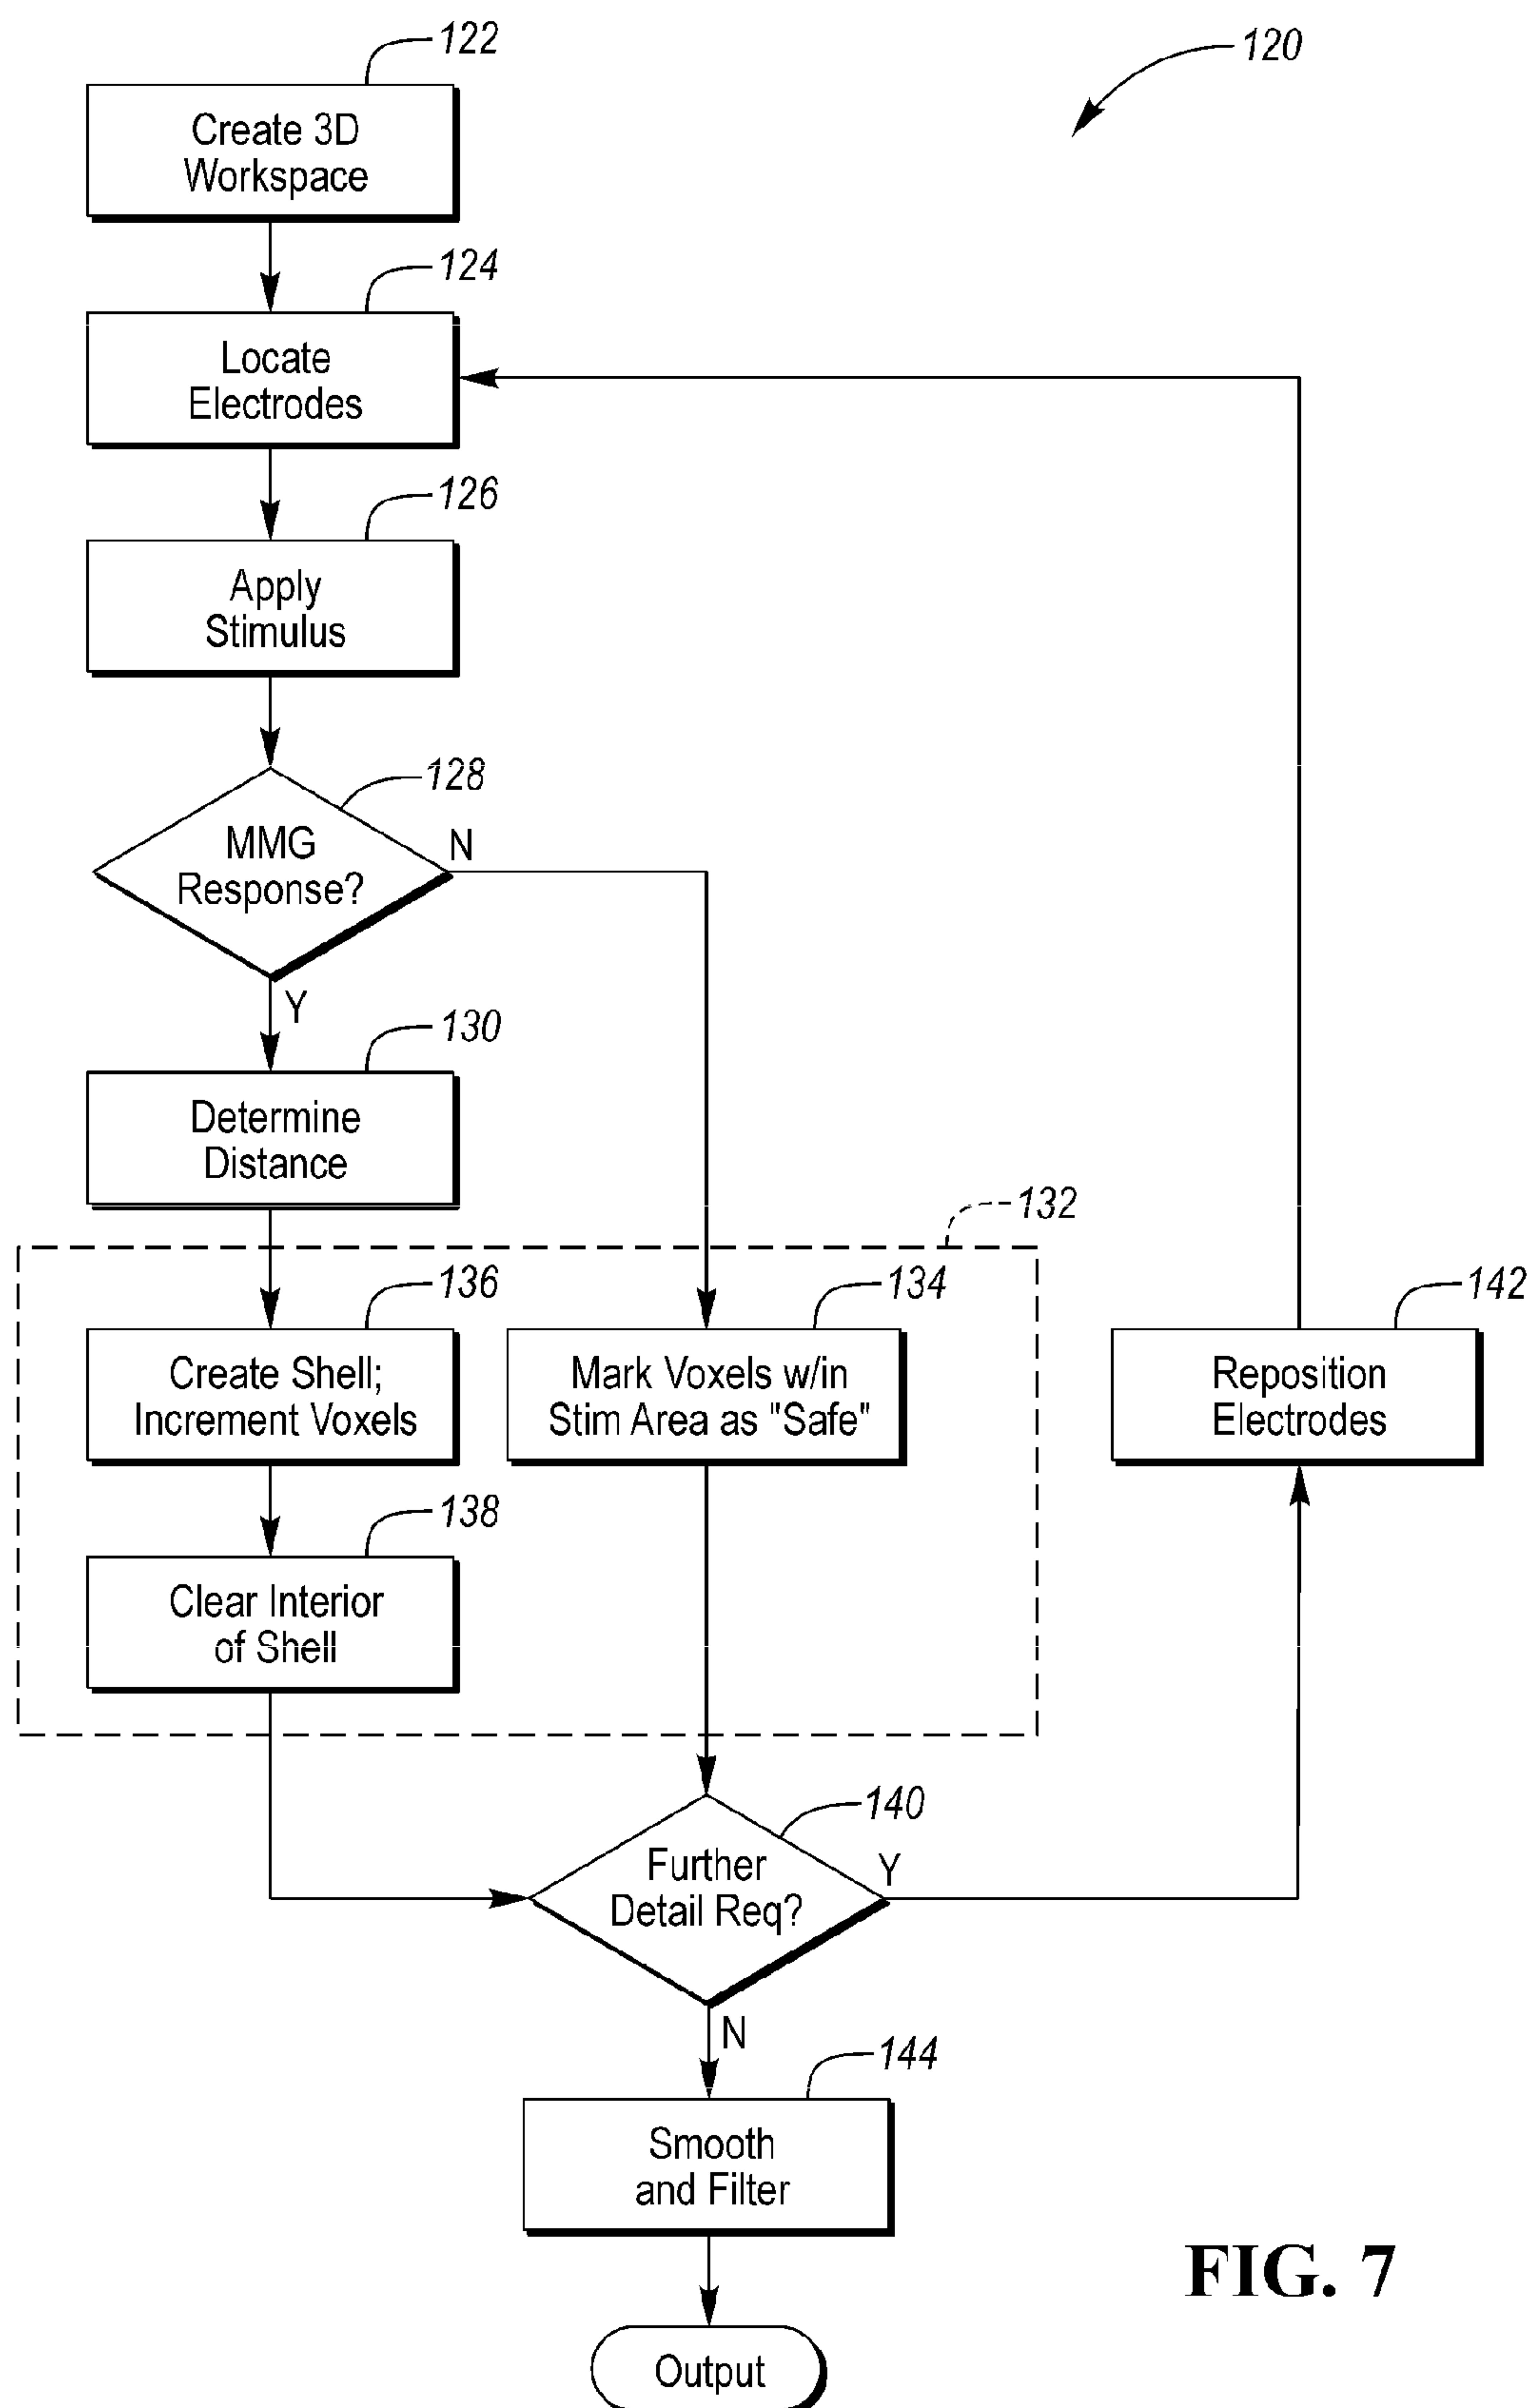 122
120
Create 3D
Workspace
124
Locate
Electrodes
126
Apply
Stimulus
128
MMG
Response?
N
Y
130
Determine
Distance
132
136
134
142
Create Shell;
Increment Voxels
Mark Voxels w/in
Stim Area as "Safe"
Reposition
Electrodes
138
Clear Interior
of Shell
140
Further
Detail Req?
Y
N
144
Smooth
and Filter
FIG. 7
Output